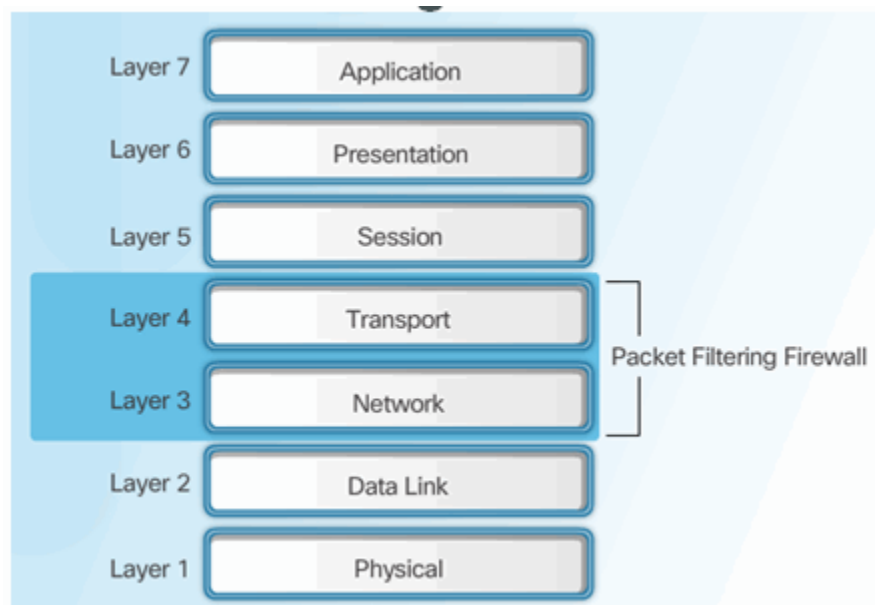 Layer 7 Application
Layer 6 Presentation
Layer 5 Session
Layer 4 Transport
Packet Filtering Firewall
Layer 3 Network
Layer 2 Data Link
Layer 1 Physical